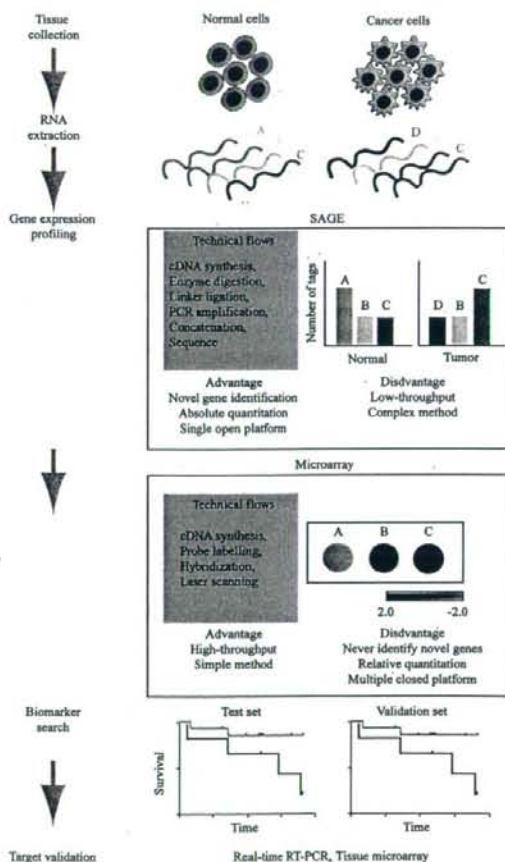 Tissue
collection
Normal cells
Cancer cells
RNA
extraction
A
C
D
C
Gene expression
profiling
SAGE
Technical flows
cDNA synthesis,
Enzyme digestion,
Linker ligation,
PCR amplification,
Concatenation,
Sequence
Number of tags
A
B
C
Normal
D
B
C
Tumor
Advantage
Novel gene identification
Absolute quantitation
Single open platform
Disdvantage
Low-throughput
Complex method
Microarray
Technical flows
cDNA synthesis,
Probe labelling,
Hybridization,
Laser scanning
A
B
C
2.0
-2.0
Advantage
High-throughput
Simple method
Disdvantage
Never identify novel genes
Relative quantitation
Multiple closed platform
Biomarker
search
Test set
Validation set
Survival
Time
Time
Target validation
Real-time RT-PCR, Tissue microarray